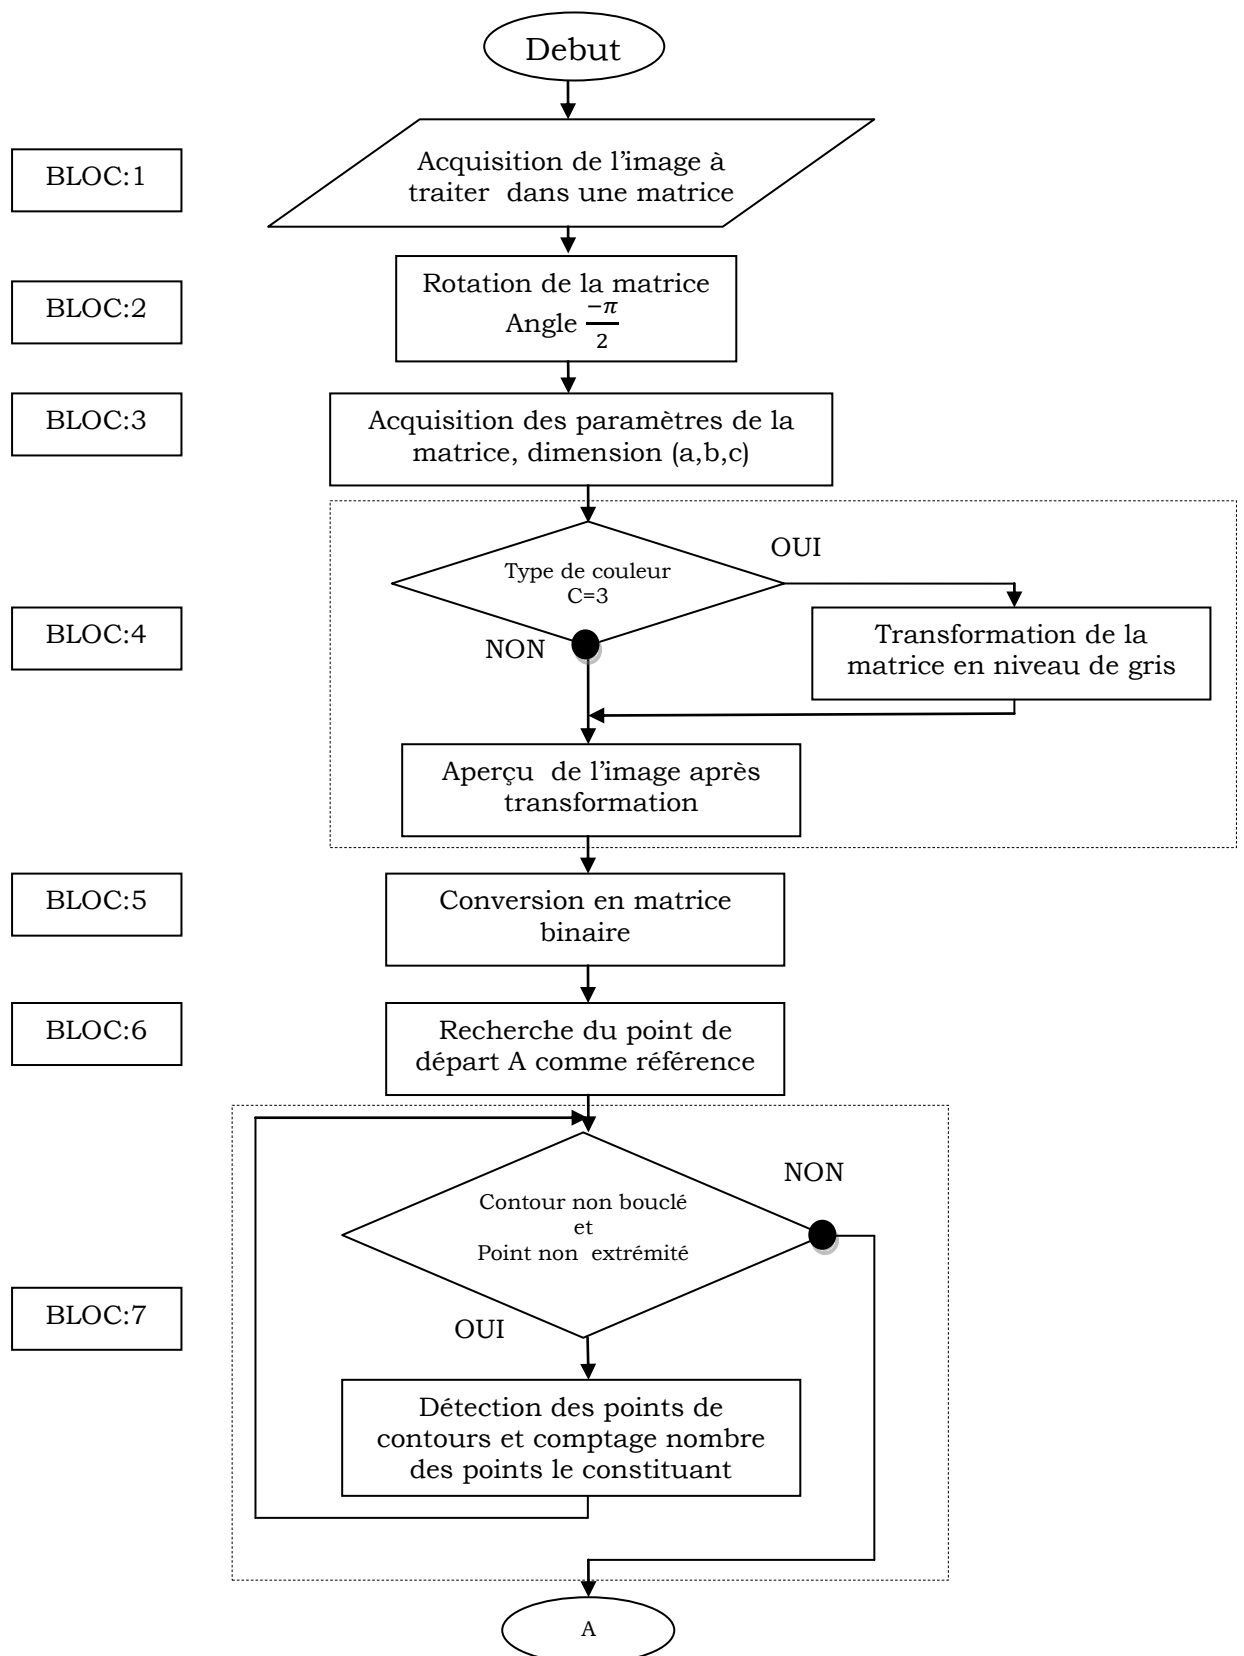 Debut
BLOC:1
Acquisition de l’image à
traiter dans une matrice
BLOC:2
Rotation de la matrice
Angle −π/2
BLOC:3
Acquisition des paramètres de la
matrice, dimension (a,b,c)
OUI
Type de couleur
C=3
BLOC:4
NON
Transformation de la
matrice en niveau de gris
Aperçu de l’image après
transformation
BLOC:5
Conversion en matrice
binaire
BLOC:6
Recherche du point de
départ A comme référence
NON
Contour non bouclé
et
Point non extrémité
BLOC:7
OUI
Détection des points de
contours et comptage nombre
des points le constituant
A